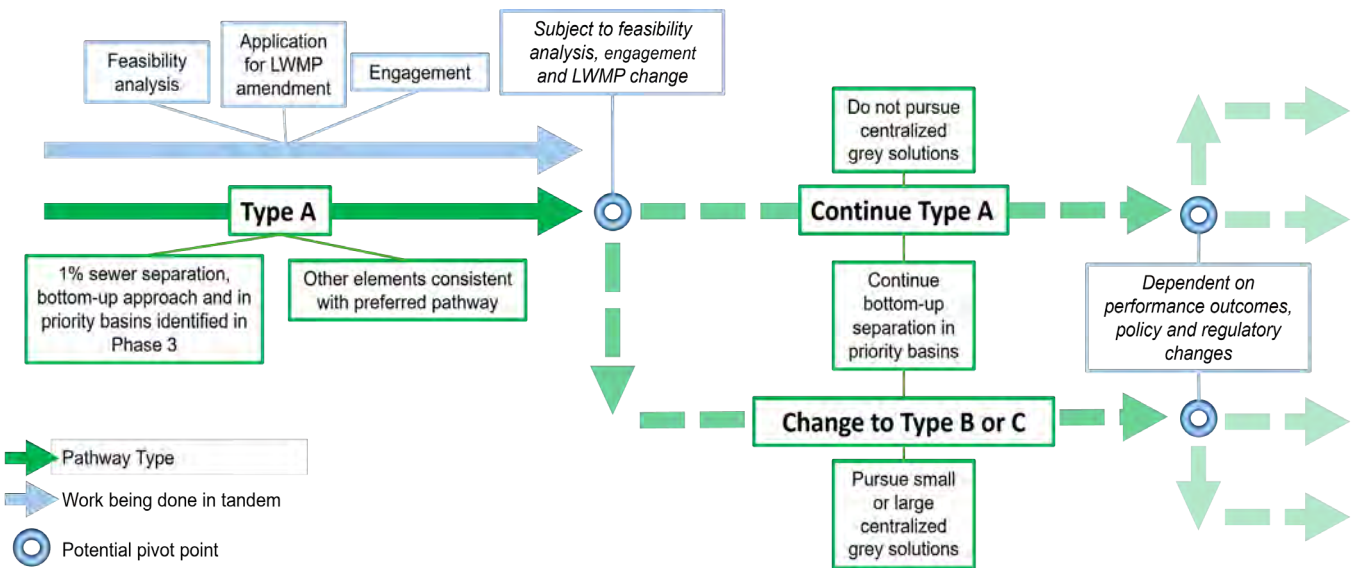 Feasibility
analysis
Application
for LWMP
amendment
Engagement
Subject to feasibility
analysis, engagement
and LWMP change
Type A
1% sewer separation,
bottom-up approach and in
priority basins identified in
Phase 3
Other elements consistent
with preferred pathway
Do not pursue
centralized
grey solutions
Continue Type A
Continue
bottom-up
separation in
priority basins
Change to Type B or C
Pursue small
or large
centralized
grey solutions
Dependent on
performance outcomes,
policy and regulatory
changes
Pathway Type
Work being done in tandem
Potential pivot point